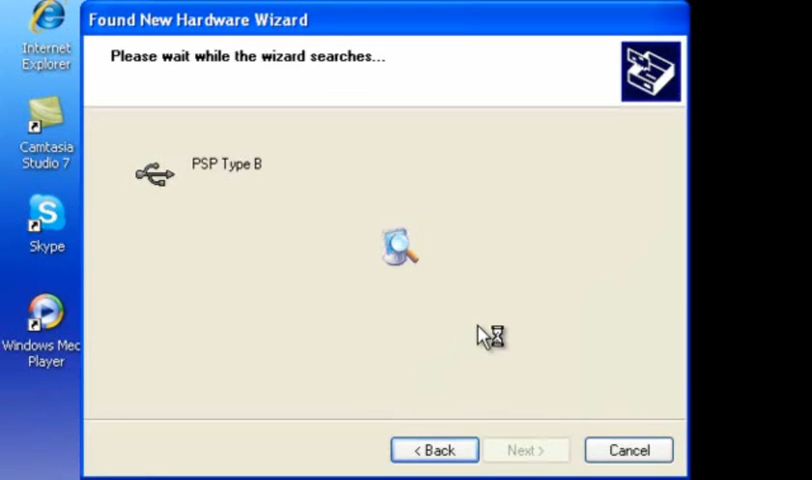 Found New Hardware Wizard
Please wait while the wizard searches...
PSP Type B
Internet
Explorer
Camtasia
Studio 7
Skype
Windows Med
Player
< Back
Next >
Cancel